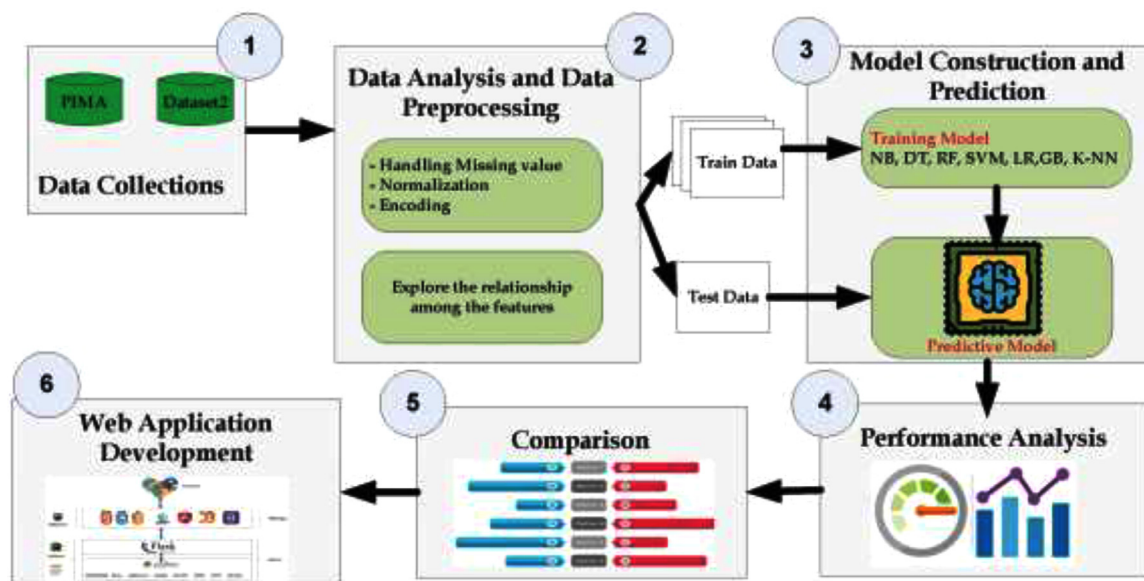 1
PIMA
Dataset2
Data Collections
2
Data Analysis and Data
Preprocessing
- Handling Missing value
- Normalization
- Encoding
Explore the relationship
among the features
Train Data
Test Data
3
Model Construction and
Prediction
Training Model
NB, DT, RF, SVM, LR,GB, K-NN
Predictive Model
4
Performance Analysis
5
Comparison
6
Web Application
Development
Flask